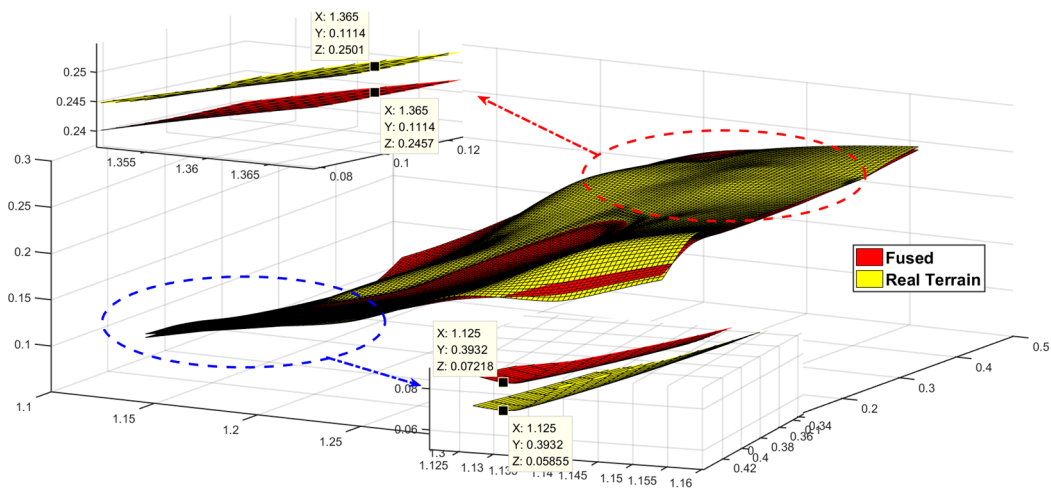 X: 1.365
Y: 0.1114
Z: 0.2501
0.25
0.245
0.24
X: 1.365
Y: 0.1114
Z: 0.2457
1.355
1.36
1.365
0.08
0.1
0.12
0.3
0.25
0.2
0.15
0.1
Fused
Real Terrain
X: 1.125
Y: 0.3932
Z: 0.07218
0.08
0.06
X: 1.125
Y: 0.3932
Z: 0.05855
1.1
1.15
1.2
1.25
1.3
1.125
1.13
1.14
1.145
1.15
1.155
1.16
0.42
0.4
0.38
0.36
0.34
0.2
0.3
0.4
0.5